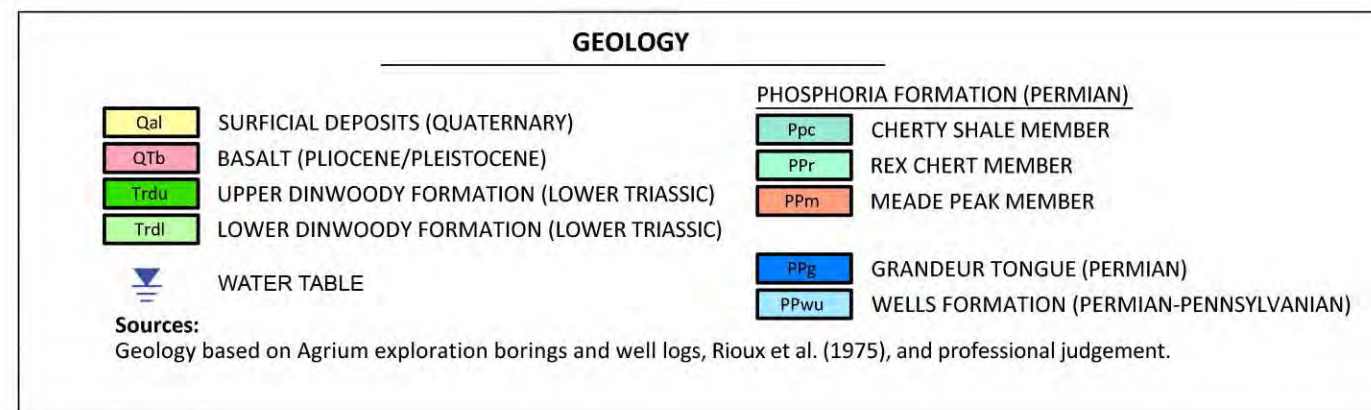 GEOLOGY
Qal SURFICIAL DEPOSITS (QUATERNARY)
QTb BASALT (PLIOCENE/PLEISTOCENE)
Trdu UPPER DINWOODY FORMATION (LOWER TRIASSIC)
Trdl LOWER DINWOODY FORMATION (LOWER TRIASSIC)
WATER TABLE
PHOSPHORIA FORMATION (PERMIAN)
Ppc CHERTY SHALE MEMBER
PPr REX CHERT MEMBER
PPm MEADE PEAK MEMBER
PPg GRANDEUR TONGUE (PERMIAN)
PPwu WELLS FORMATION (PERMIAN-PENNSYLVANIAN)
Sources:
Geology based on Agrium exploration borings and well logs, Rioux et al. (1975), and professional judgement.